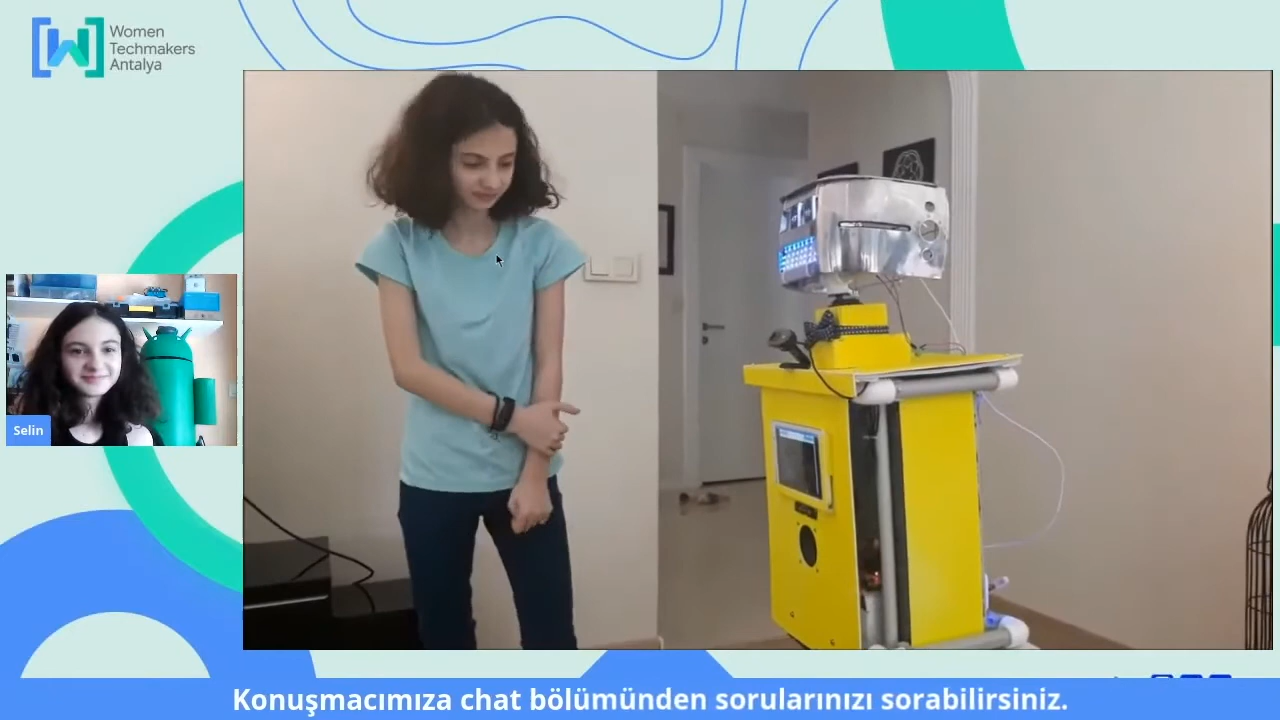 Women
Techmakers
Antalya
Selin
Konuşmacımıza chat bölümünden sorularınızı sorabilirsiniz.